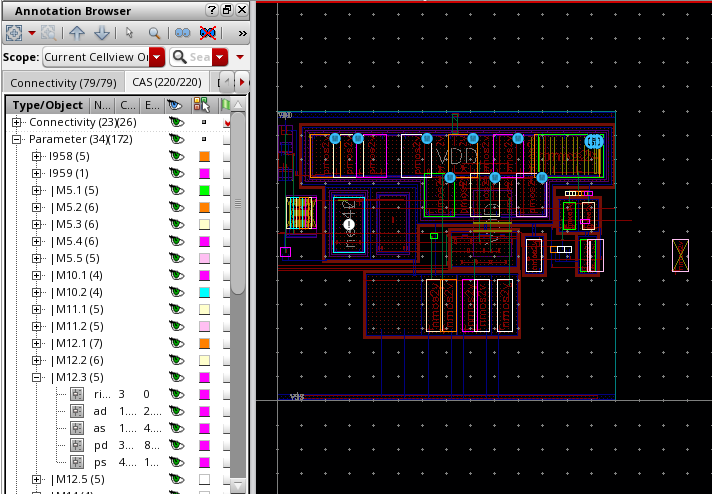 Annotation Browser
»
Scope: Current Cellview Or Sea
Connectivity (79/79) CAS (220/220)
Type/Object N... C... E...
Connectivity (23)(26)
Parameter (34)(172)
I958 (5)
I959 (1)
|M5.1 (5)
|M5.2 (6)
|M5.3 (6)
|M5.4 (6)
|M5.5 (5)
|M10.1 (4)
|M10.2 (4)
|M11.1 (5)
|M11.2 (5)
|M12.1 (7)
|M12.2 (6)
|M12.3 (5)
ri... 3 0
ad 1... 2...
as 1... 4...
pd 3... 8...
ps 4... 1...
|M12.5 (5)
VDD